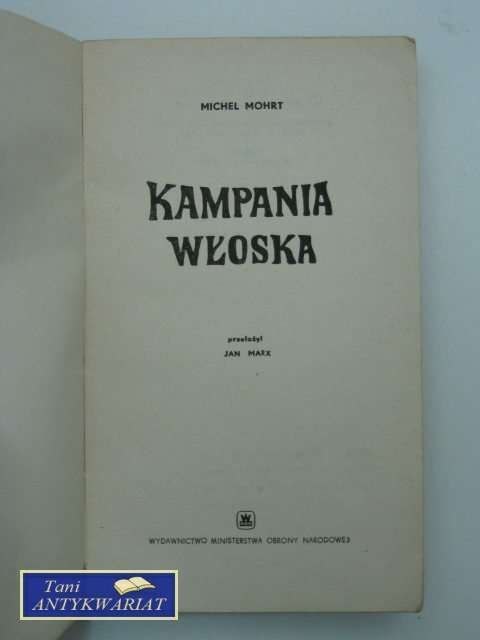 MICHEL MOHRT
KAMPANIA
WŁOSKA
przełożył
JAN MARX
WYDAWNICTWO MINISTERSTWA OBRONY NARODOWEJ
Tani
ANTYKWARIAT